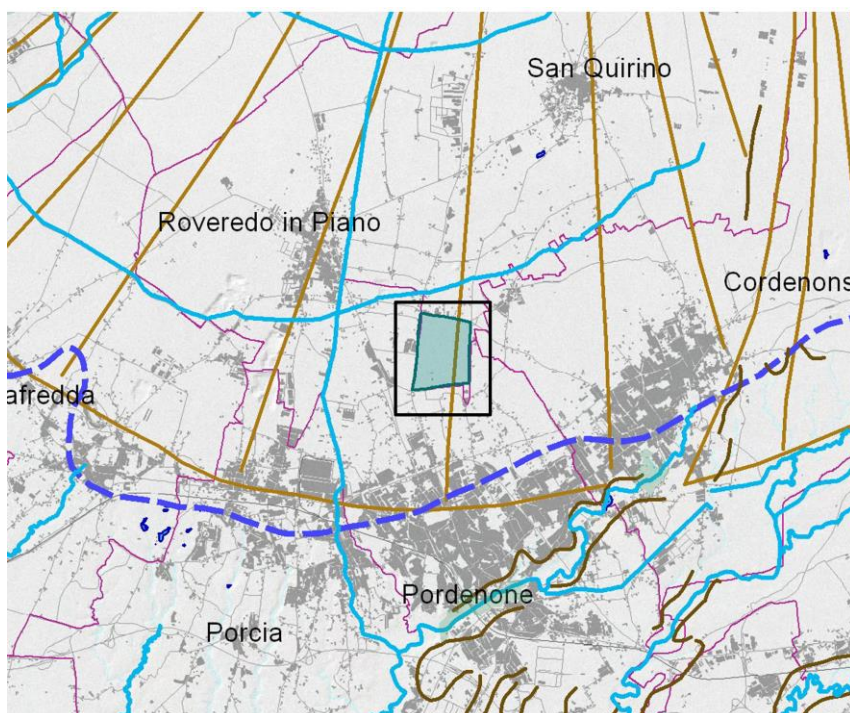 San Quirino
Roveredo in Piano
Cordenons
afredda
Pordenone
Porcia